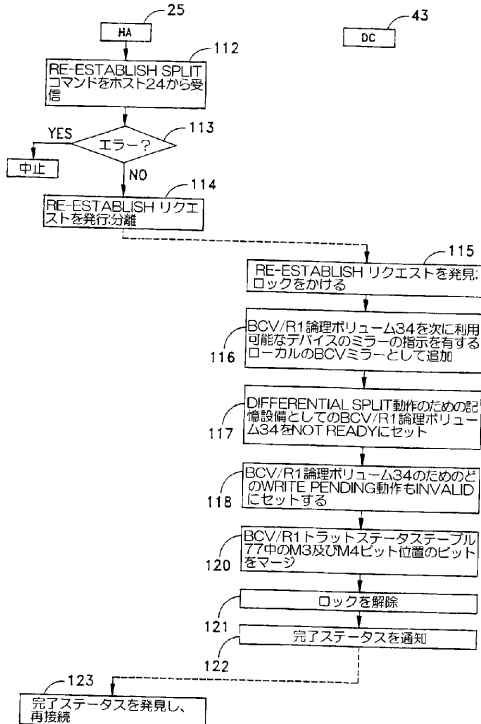 25
HA
43
DC
112
RE-ESTABLISH SPLIT
コマンドをホスト24から受
信
113
エラー?
YES
中止
NO
114
RE-ESTABLISH リクエ
ストを発行;分離
115
RE-ESTABLISH リクエストを発見;
ロックをかける
116
BCV/R1論理ボリューム34を次に利用
可能なデバイスのミラーの指示を有する
ローカルのBCVミラーとして追加
117
DIFFERENTIAL SPLIT動作のための記
憶設備としてのBCV/R1論理ボリュー
ム34をNOT READYにセット
118
BCV/R1論理ボリューム34のためのど
のWRITE PENDING動作もINVALID
にセットする
120
BCV/R1トラットステータステーブル
77中のM3及びM4ビット位置のビット
をマージ
121
ロックを解除
122
完了ステータスを通知
123
完了ステータスを発見し、
再接続